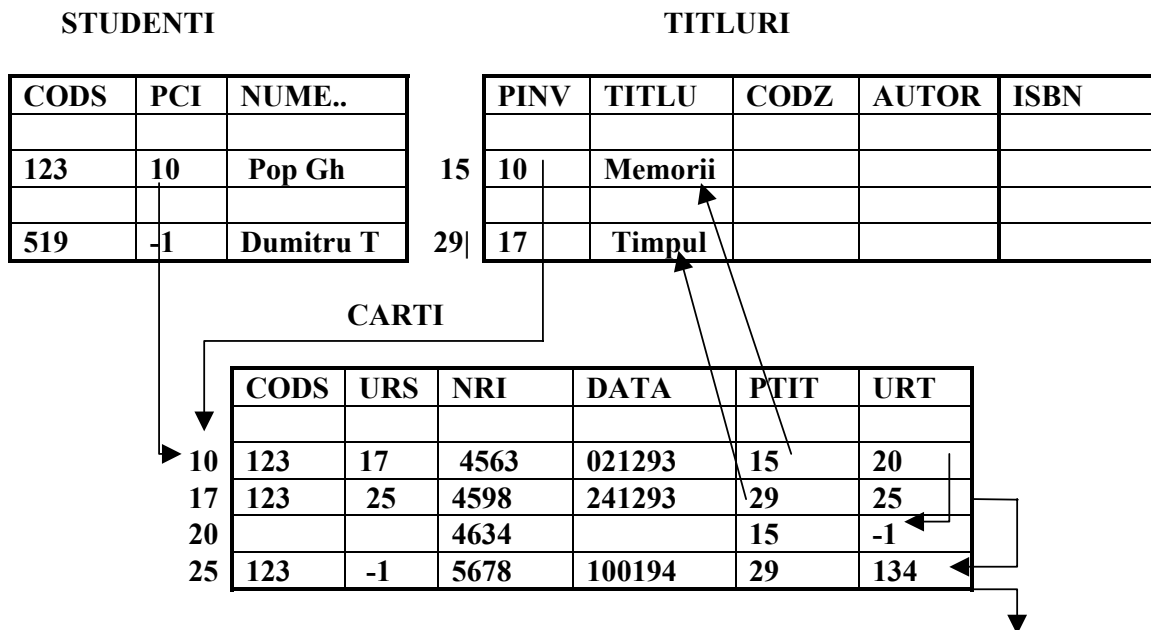 STUDENTI TITLURI
CODS PCI NUME.. PINV TITLU CODZ AUTOR ISBN
123 10 Pop Gh 15 10 Memorii
519 -1 Dumitru T 29| 17 Timpul
CARTI
CODS URS NRI DATA PTIT URT
10 123 17 4563 021293 15 20
17 123 25 4598 241293 29 25
20 4634 15 -1
25 123 -1 5678 100194 29 134